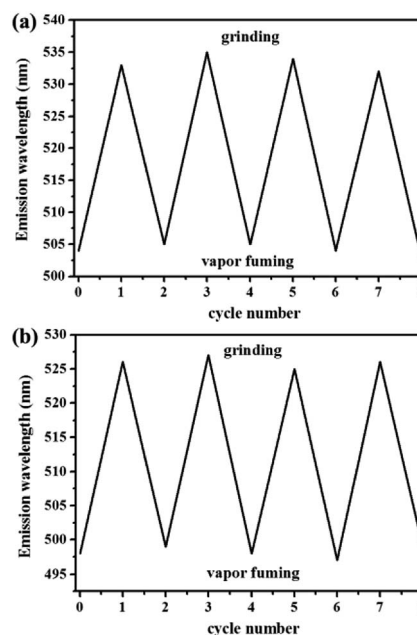 (a)
540
535
530
525
520
515
510
505
500
Emission wavelength (nm)
grinding
vapor fuming
0 1 2 3 4 5 6 7
cycle number
(b)
530
525
520
515
510
505
500
495
Emission wavelength (nm)
grinding
vapor fuming
0 1 2 3 4 5 6 7
cycle number